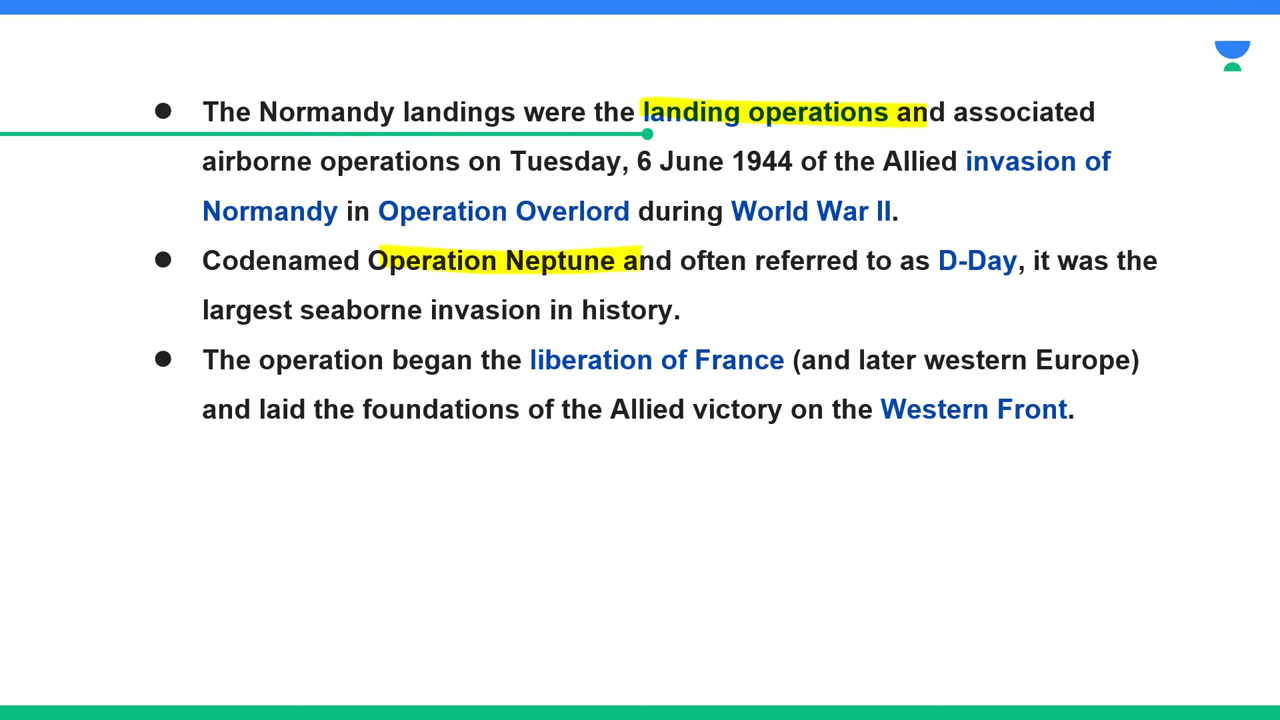 ● The Normandy landings were the landing operations and associated
airborne operations on Tuesday, 6 June 1944 of the Allied invasion of
Normandy in Operation Overlord during World War II.
● Codenamed Operation Neptune and often referred to as D-Day, it was the
largest seaborne invasion in history.
● The operation began the liberation of France (and later western Europe)
and laid the foundations of the Allied victory on the Western Front.